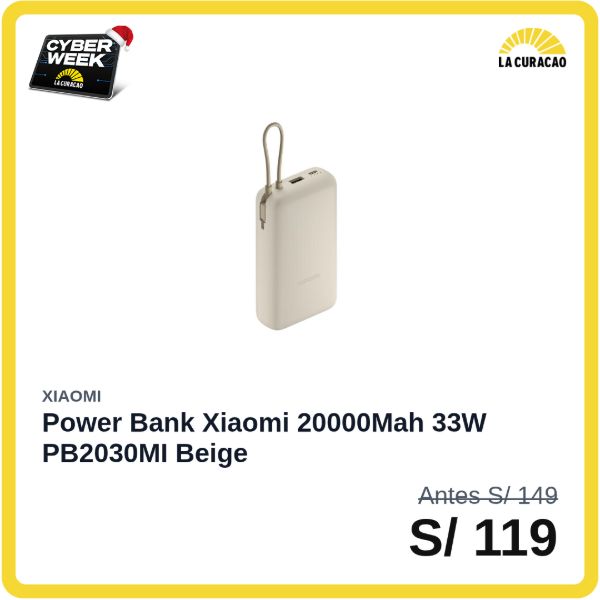 CYBER
WEEK
LA CURACAO
LA CURACAO
XIAOMI
Power Bank Xiaomi 20000Mah 33W
PB2030MI Beige
Antes S/ 149
S/ 119